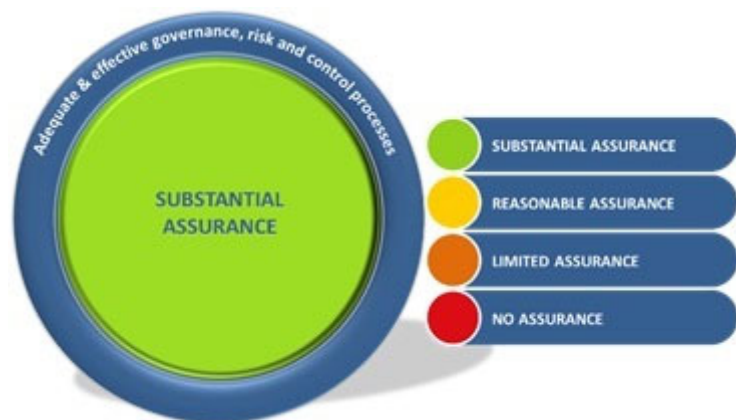 Adequate & effective governance, risk and control processes
SUBSTANTIAL
ASSURANCE
SUBSTANTIAL ASSURANCE
REASONABLE ASSURANCE
LIMITED ASSURANCE
NO ASSURANCE